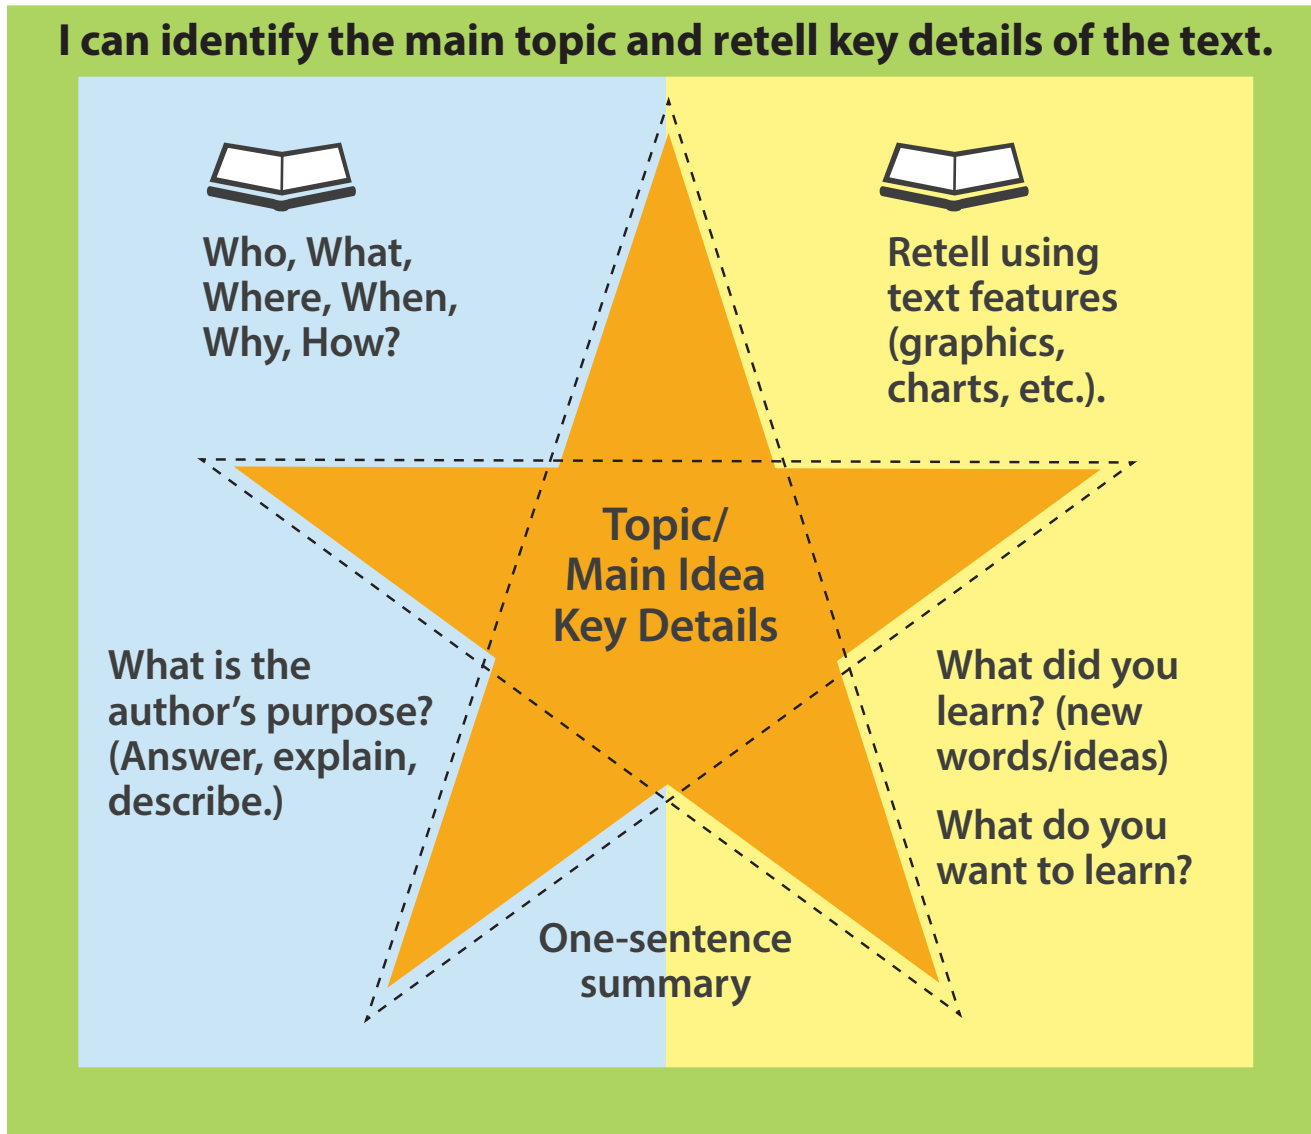 I can identify the main topic and retell key details of the text.
Who, What,
Where, When,
Why, How?
Retell using
text features
(graphics,
charts, etc.).
Topic/
Main Idea
Key Details
What is the
author’s purpose?
(Answer, explain,
describe.)
What did you
learn? (new
words/ideas)
What do you
want to learn?
One-sentence
summary